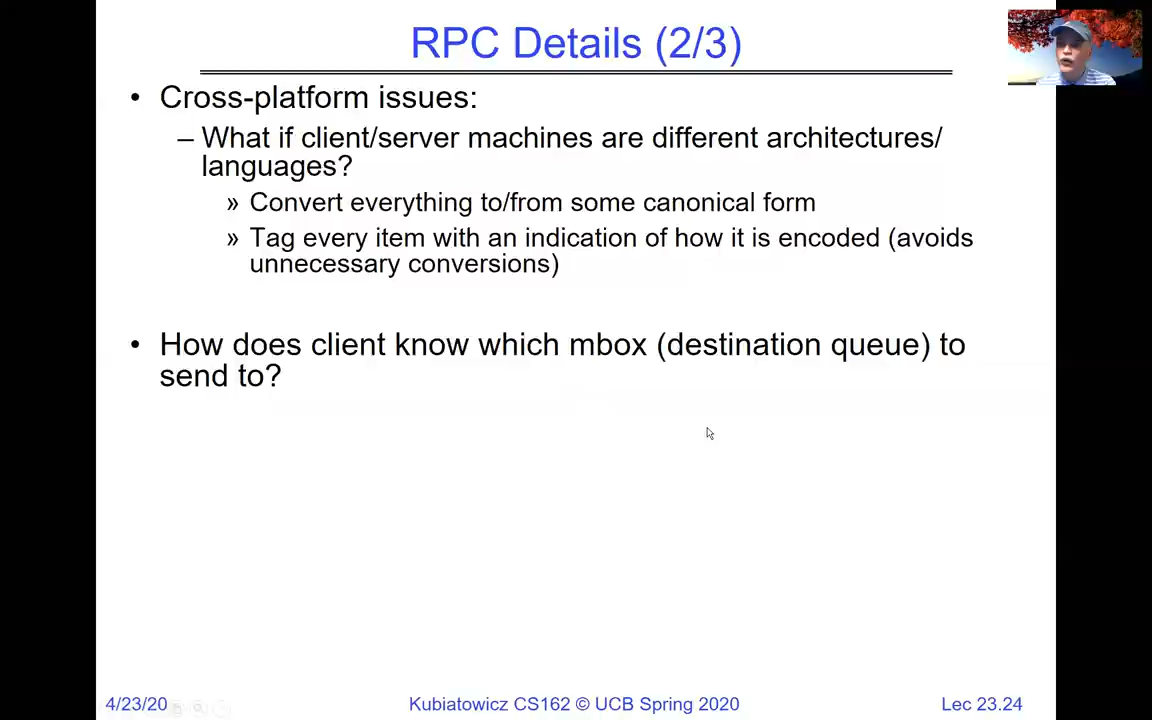 RPC Details (2/3)
• Cross-platform issues:
– What if client/server machines are different architectures/
languages?
» Convert everything to/from some canonical form
» Tag every item with an indication of how it is encoded (avoids
unnecessary conversions)
• How does client know which mbox (destination queue) to
send to?
4/23/20
Kubiatowicz CS162 © UCB Spring 2020
Lec 23.24